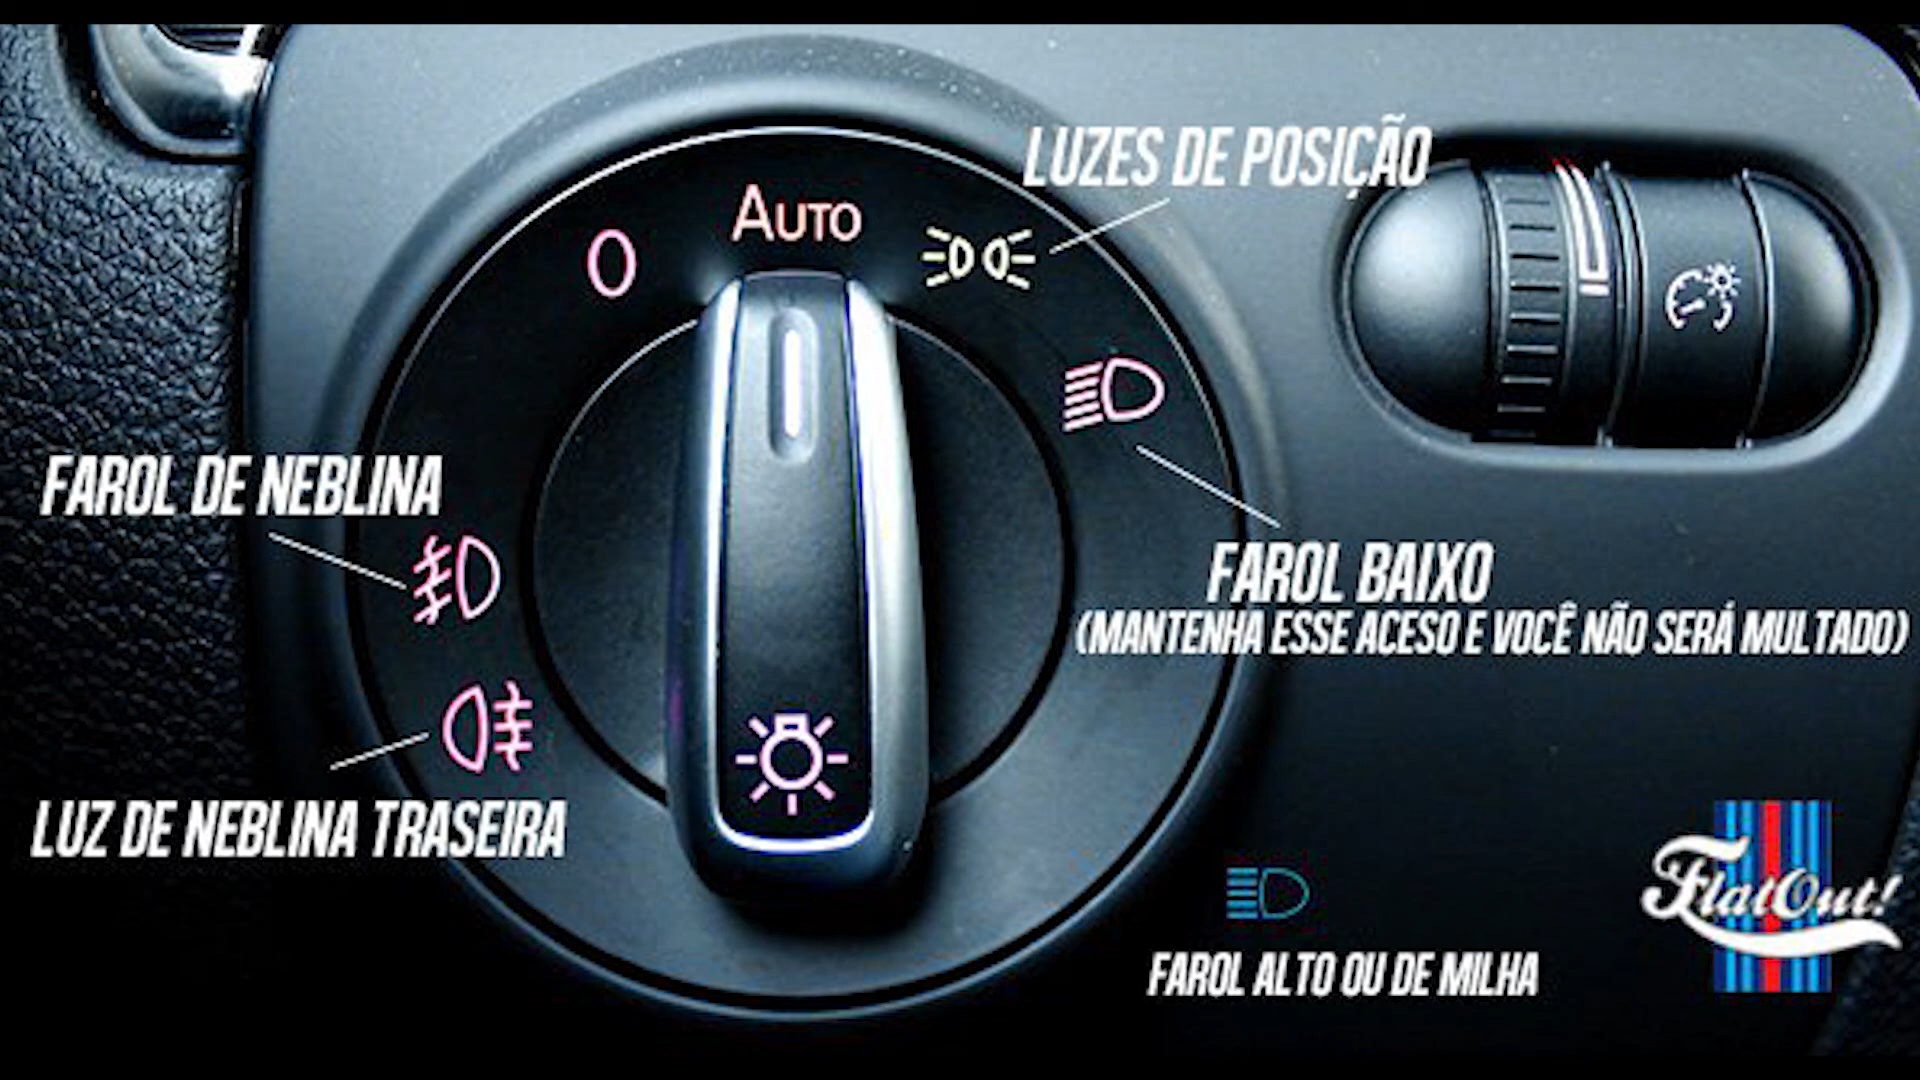 LUZES DE POSIÇÃO
AUTO
O
FAROL DE NEBLINA
FAROL BAIXO
(MANTENHA ESSE ACESO E VOCÊ NÃO SERÁ MULTADO)
LUZ DE NEBLINA TRASEIRA
FlatOut!
FAROL ALTO OU DE MILHA